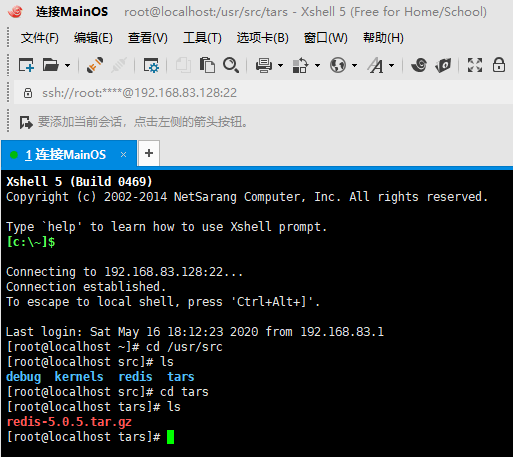 连接MainOS root@localhost:/usr/src/tars - Xshell 5 (Free for Home/School)
文件(F) 编辑(E) 查看(V) 工具(T) 选项卡(B) 窗口(W) 帮助(H)
ssh://root:****@192.168.83.128:22
要添加当前会话，点击左侧的箭头按钮。
1 连接MainOS × +
Xshell 5 (Build 0469)
Copyright (c) 2002-2014 NetSarang Computer, Inc. All rights reserved.
Type `help' to learn how to use Xshell prompt.
[c:\~]$
Connecting to 192.168.83.128:22...
Connection established.
To escape to local shell, press 'Ctrl+Alt+]'.
Last login: Sat May 16 18:12:23 2020 from 192.168.83.1
[root@localhost ~]# cd /usr/src
[root@localhost src]# ls
debug kernels redis tars
[root@localhost src]# cd tars
[root@localhost tars]# ls
redis-5.0.5.tar.gz
[root@localhost tars]#